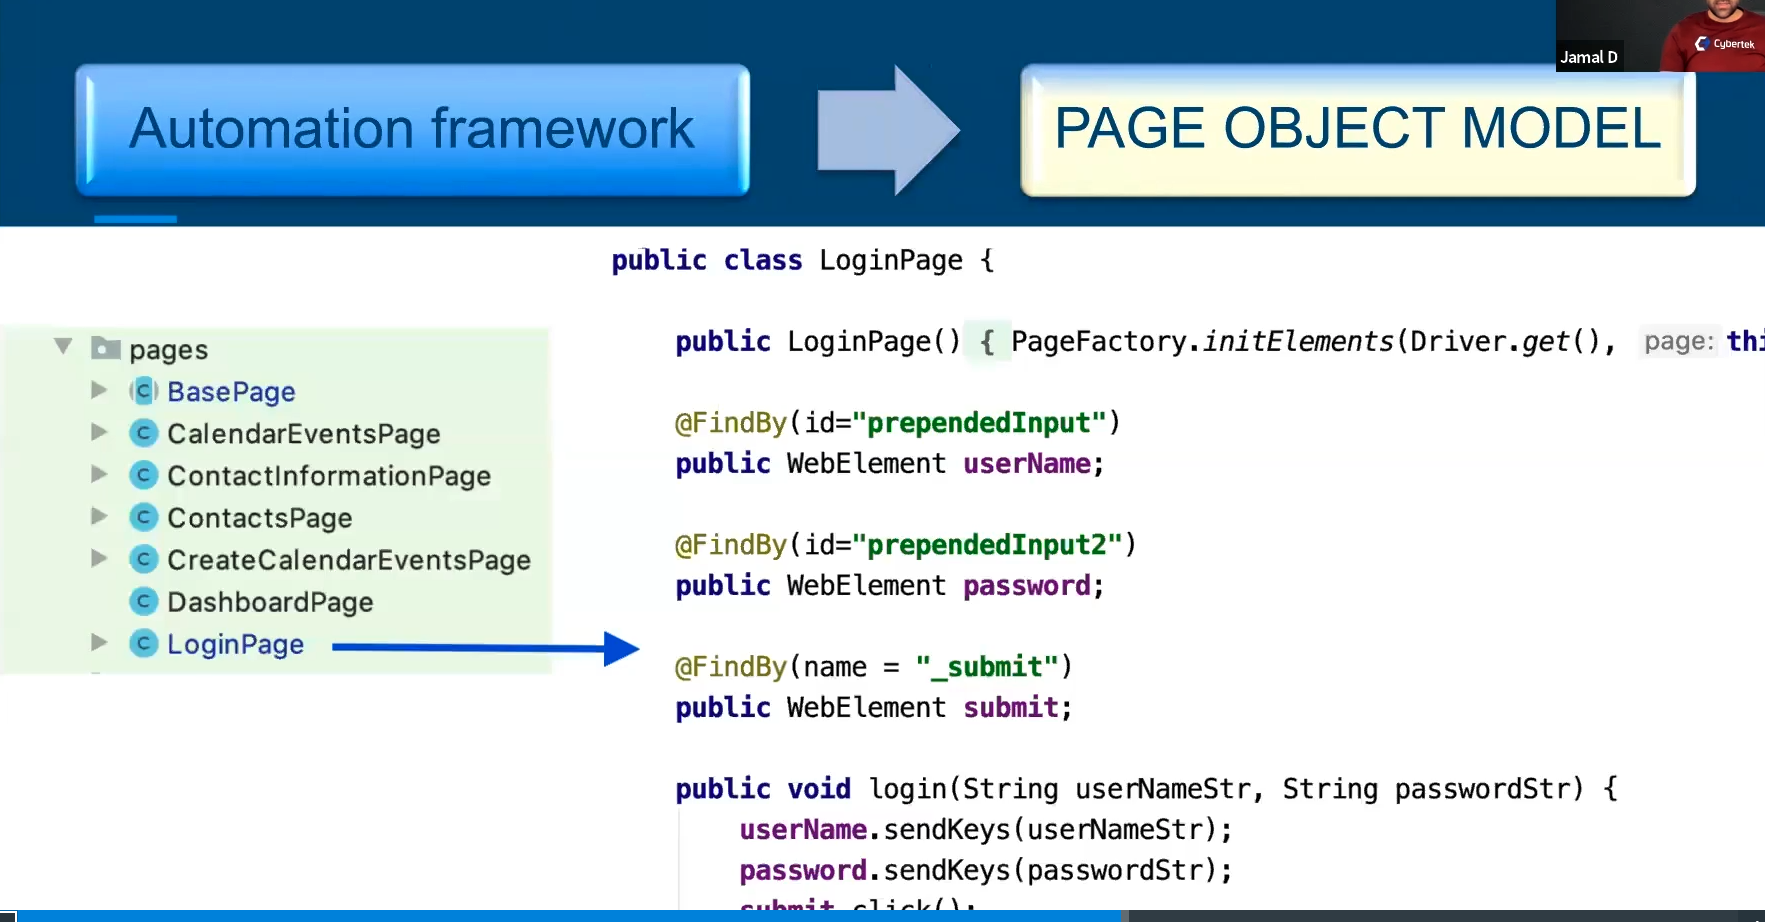 Jamal D
Cybertek
Automation framework
PAGE OBJECT MODEL
pages
BasePage
CalendarEventsPage
ContactInformationPage
ContactsPage
CreateCalendarEventsPage
DashboardPage
LoginPage
public class LoginPage {
public LoginPage() { PageFactory.initElements(Driver.get(), page: thi
@FindBy(id="prependedInput")
public WebElement userName;
@FindBy(id="prependedInput2")
public WebElement password;
@FindBy(name = "_submit")
public WebElement submit;
public void login(String userNameStr, String passwordStr) {
userName.sendKeys(userNameStr);
password.sendKeys(passwordStr);
submit.click();